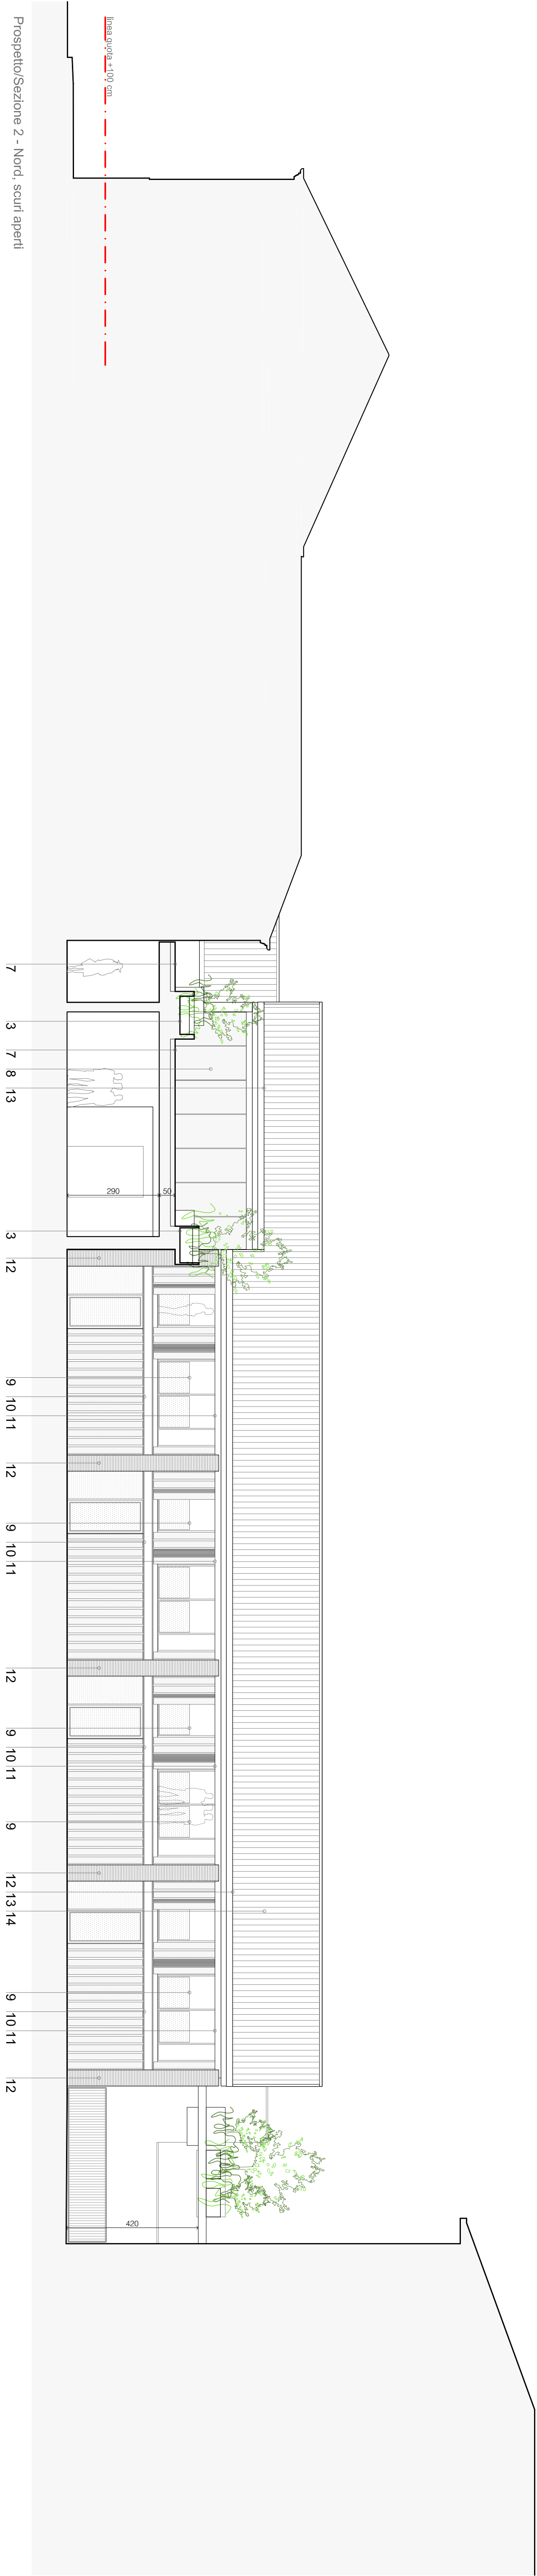 linea quota +100 cm
290
50
420
7 3 7 8 13 3 12 9 10 11 12 9 10 11 12 9 10 11 9 12 13 14 9 10 11 12
Prospetto/Sezione 2 - Nord, scuri aperti